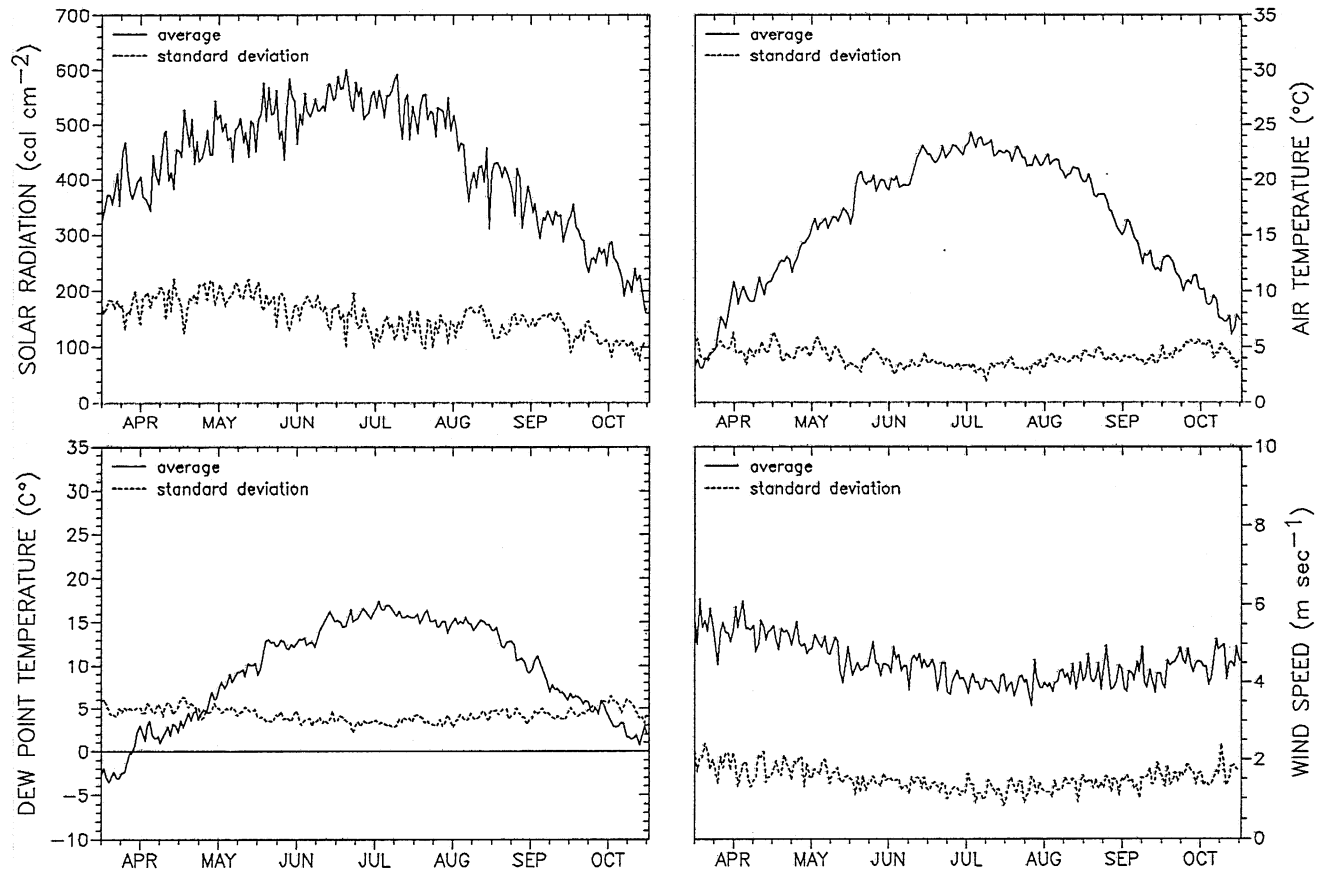 SOLAR RADIATION (cal cm−2)
700
600
500
400
300
200
100
0
average
standard deviation
APR MAY JUN JUL AUG SEP OCT
average
standard deviation
35
30
25
20
15
10
5
0
AIR TEMPERATURE (°C)
APR MAY JUN JUL AUG SEP OCT
DEW POINT TEMPERATURE (C°)
35
30
25
20
15
10
5
0
−5
−10
average
standard deviation
APR MAY JUN JUL AUG SEP OCT
average
standard deviation
10
8
6
4
2
0
WIND SPEED (m sec−1)
APR MAY JUN JUL AUG SEP OCT